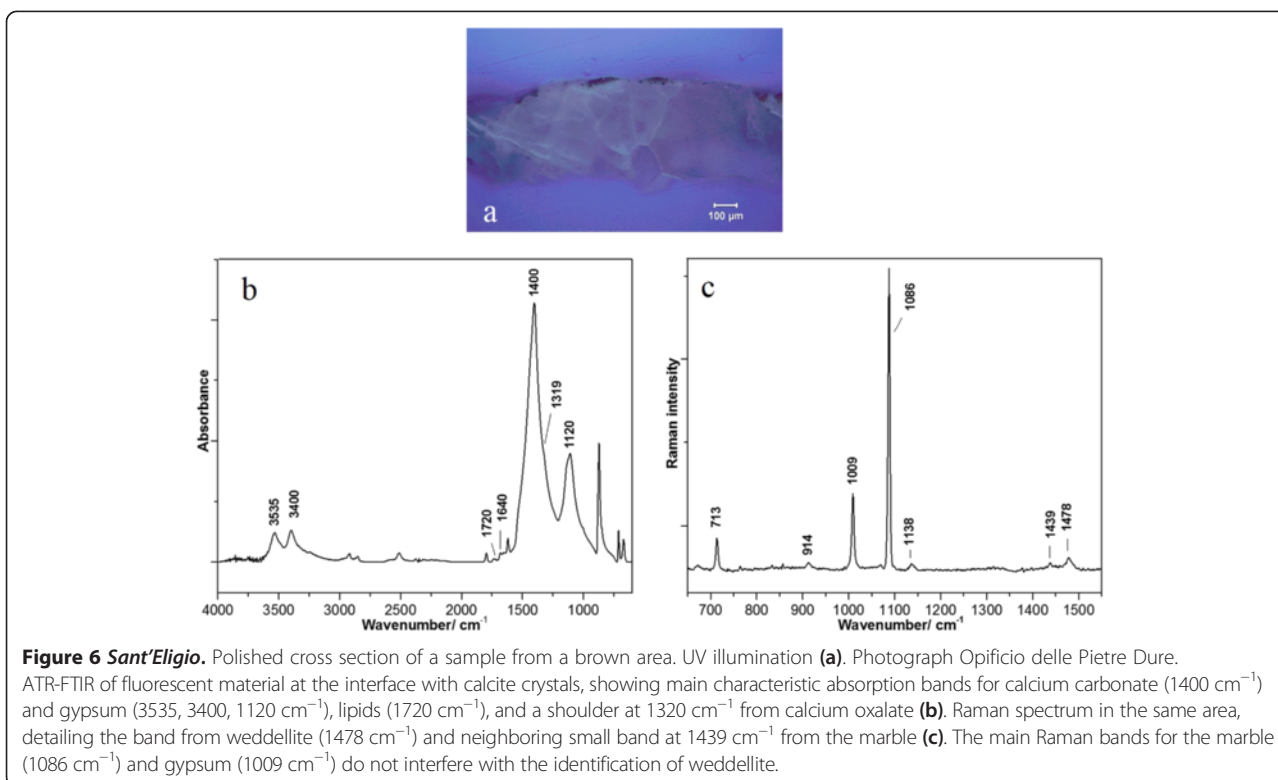 a
100 µm
b
Absorbance
3535
3400
1720
1640
1400
1319
1120
4000 3500 3000 2500 2000 1500 1000
Wavenumber/ cm⁻¹
c
Raman intensity
713
914
1009
1086
1138
1439
1478
700 800 900 1000 1100 1200 1300 1400 1500
Wavenumber/ cm⁻¹
Figure 6 Sant'Eligio. Polished cross section of a sample from a brown area. UV illumination (a). Photograph Opificio delle Pietre Dure.
ATR-FTIR of fluorescent material at the interface with calcite crystals, showing main characteristic absorption bands for calcium carbonate (1400 cm⁻¹)
and gypsum (3535, 3400, 1120 cm⁻¹), lipids (1720 cm⁻¹), and a shoulder at 1320 cm⁻¹ from calcium oxalate (b). Raman spectrum in the same area,
detailing the band from weddellite (1478 cm⁻¹) and neighboring small band at 1439 cm⁻¹ from the marble (c). The main Raman bands for the marble
(1086 cm⁻¹) and gypsum (1009 cm⁻¹) do not interfere with the identification of weddellite.